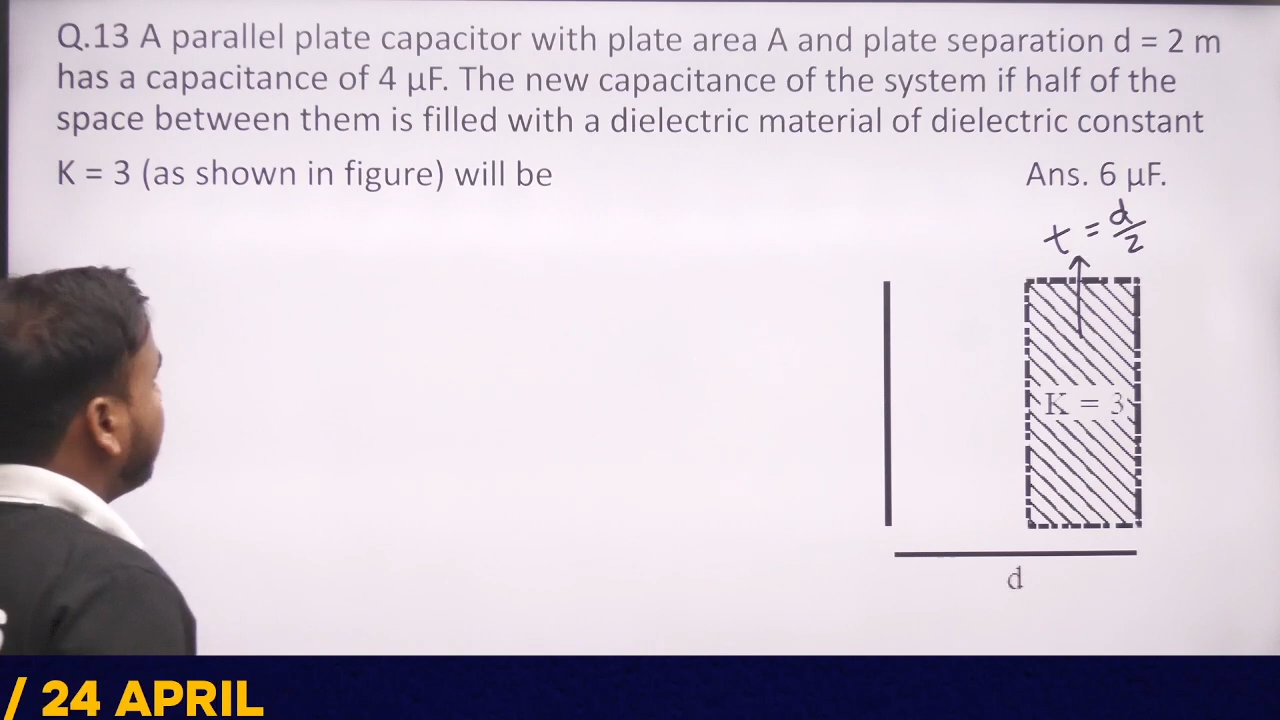 Q.13 A parallel plate capacitor with plate area A and plate separation d = 2 m
has a capacitance of 4 μF. The new capacitance of the system if half of the
space between them is filled with a dielectric material of dielectric constant
K = 3 (as shown in figure) will be
Ans. 6 μF.
t = d/2
K = 3
d
/ 24 APRIL